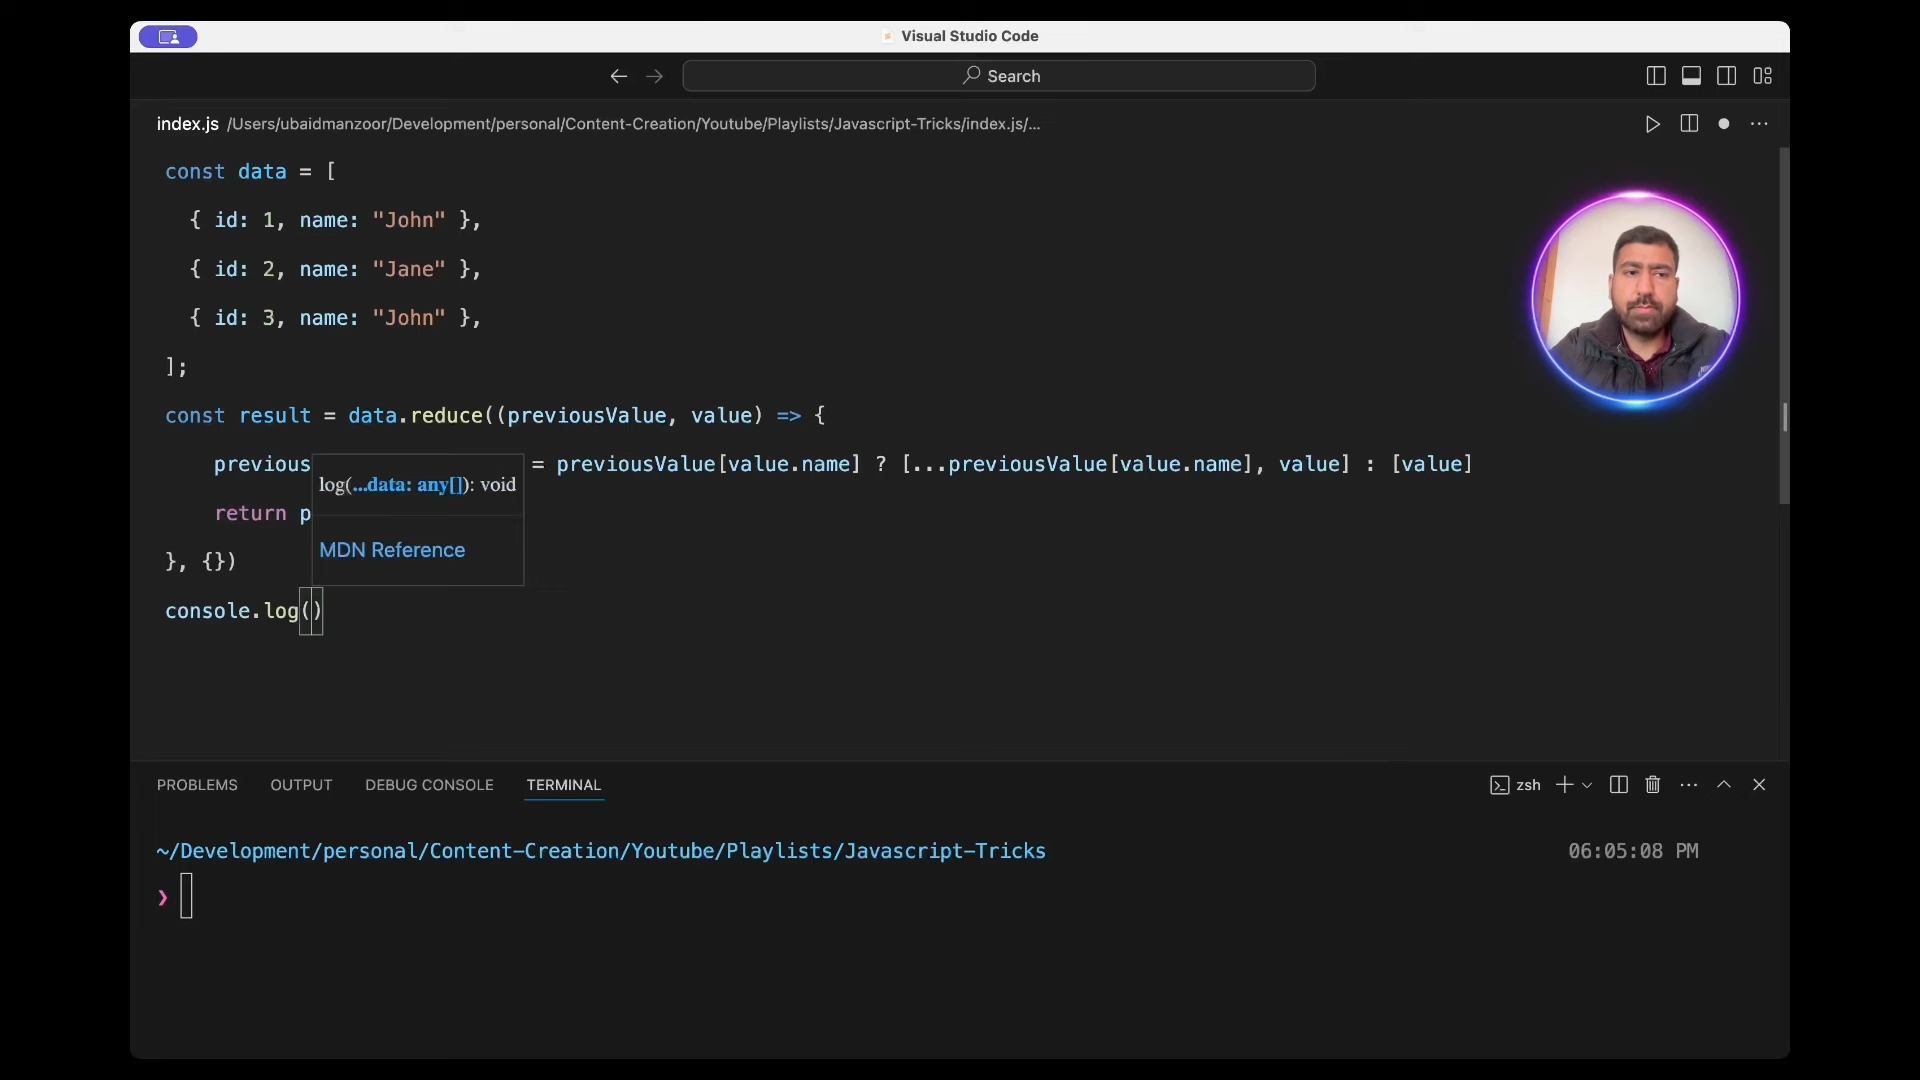 Visual Studio Code
Search
index.js /Users/ubaidmanzoor/Development/personal/Content-Creation/Youtube/Playlists/Javascript-Tricks/index.js/...
const data = [
{ id: 1, name: "John" },
{ id: 2, name: "Jane" },
{ id: 3, name: "John" },
];
const result = data.reduce((previousValue, value) => {
previous = previousValue[value.name] ? [...previousValue[value.name], value] : [value]
log(...data: any[]): void
return p
MDN Reference
}, {})
console.log()
PROBLEMS OUTPUT DEBUG CONSOLE TERMINAL zsh
~/Development/personal/Content-Creation/Youtube/Playlists/Javascript-Tricks 06:05:08 PM
❯